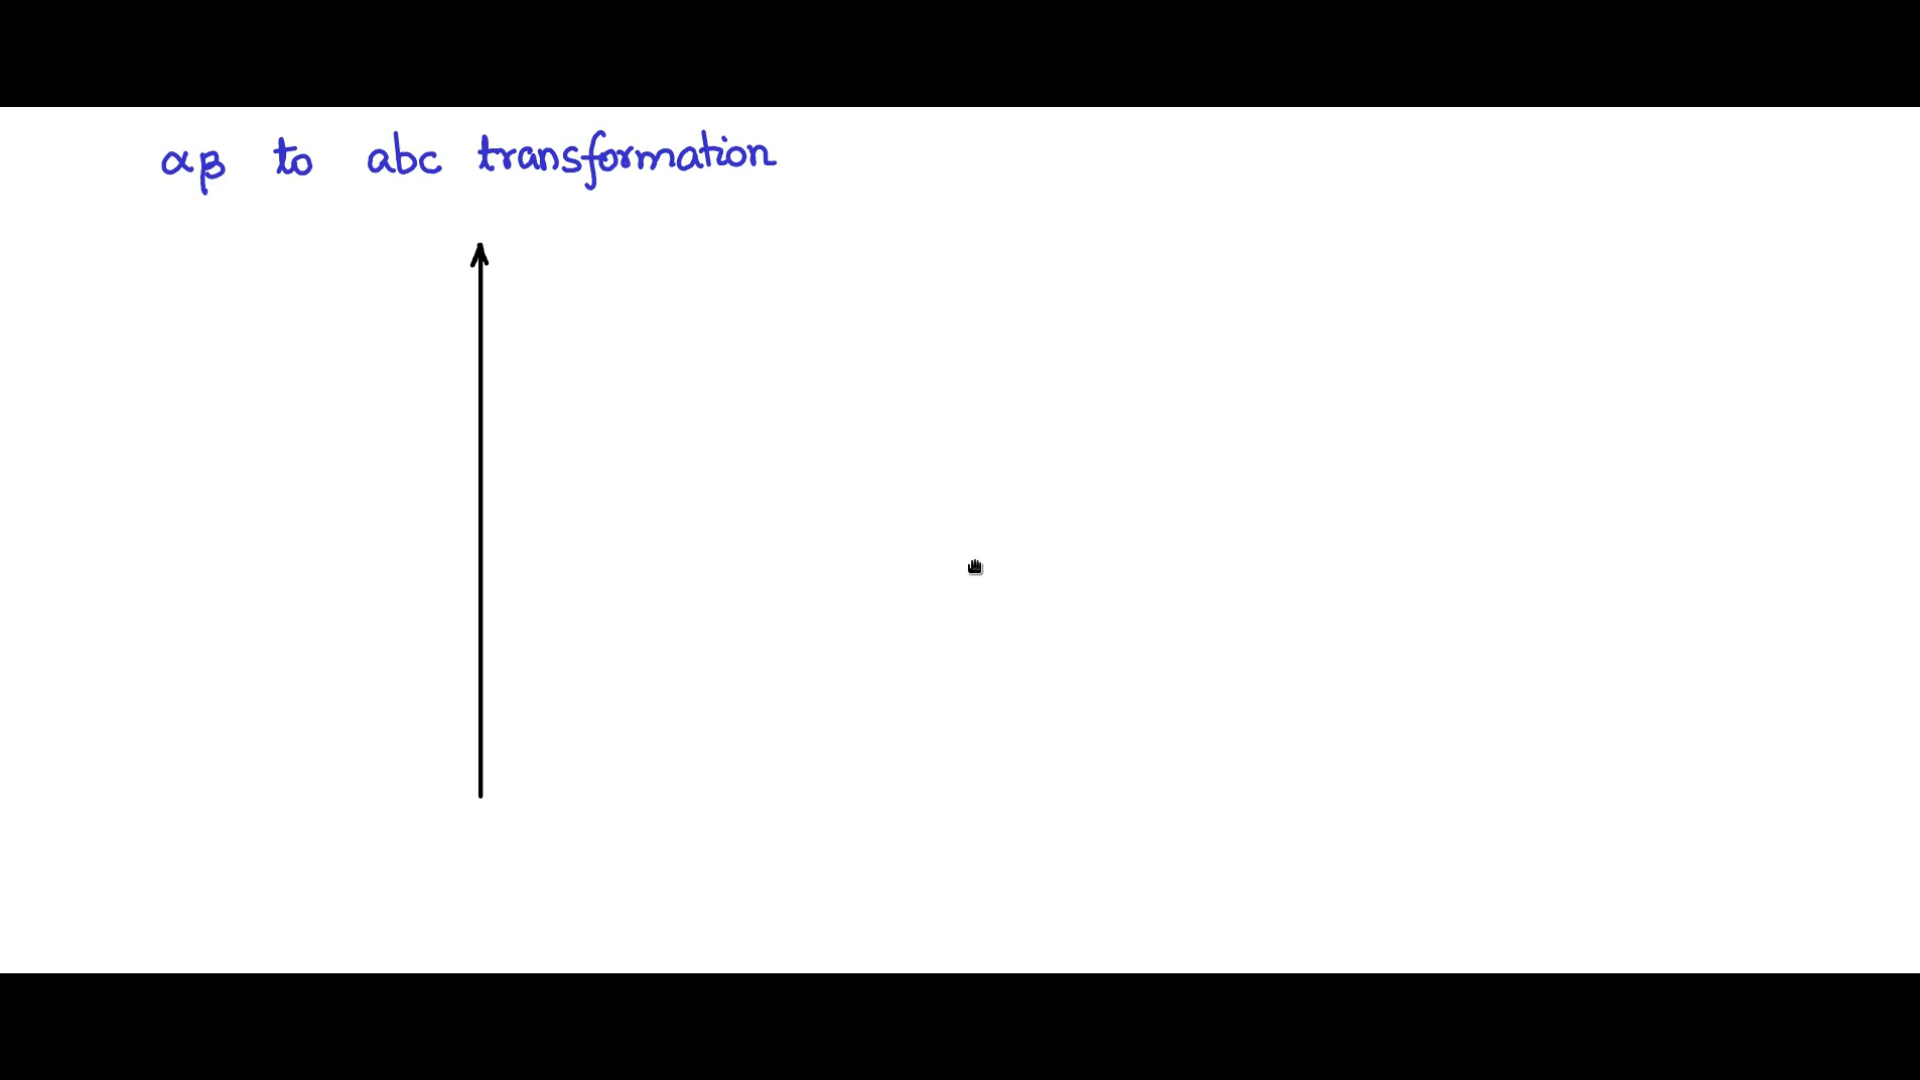 αβ to abc transformation